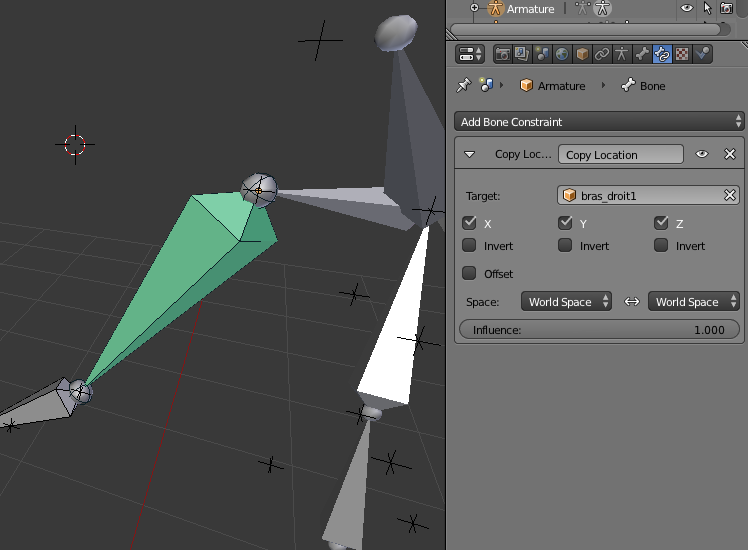 Armature
Armature Bone
Add Bone Constraint
Copy Loc... Copy Location
Target: bras_droit1
X Y Z
Invert Invert Invert
Offset
Space: World Space World Space
Influence: 1.000